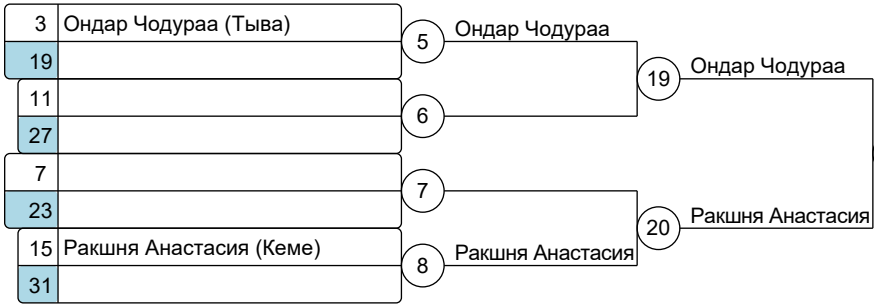 3 Ондар Чодураа (Тыва)
19
5 Ондар Чодураа
11
27
6
19 Ондар Чодураа
7
23
7
15 Ракшня Анастасия (Кеме)
31
8 Ракшня Анастасия
20 Ракшня Анастасия